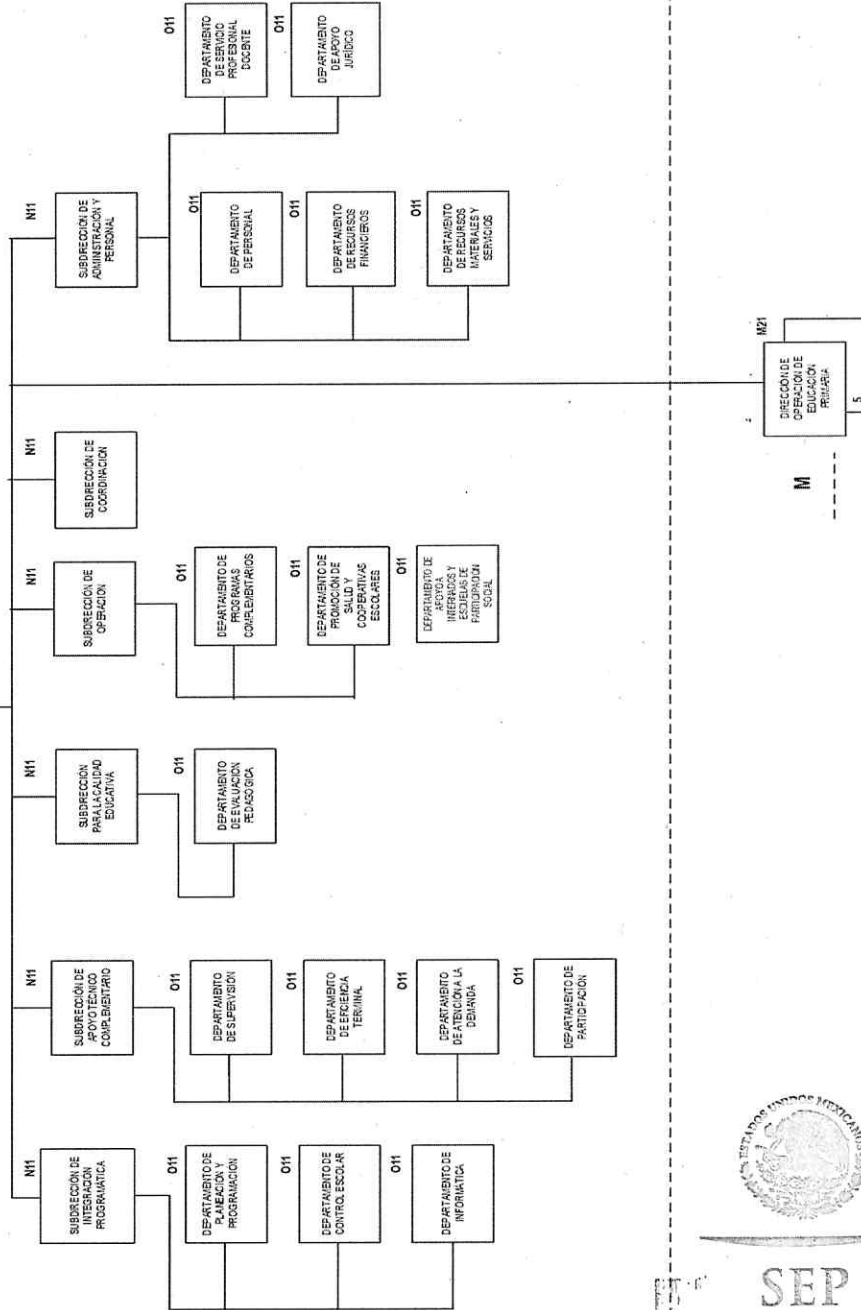 N11
SUBDIRECCIÓN DE
INTEGRACIÓN
PROGRAMÁTICA
O11
DEPARTAMENTO DE
PLANEACIÓN Y
PROGRAMACIÓN
O11
DEPARTAMENTO DE
CONTROL ESCOLAR
O11
DEPARTAMENTO DE
INFORMÁTICA
N11
SUBDIRECCIÓN DE
APOYO TÉCNICO
COMPLEMENTARIO
O11
DEPARTAMENTO
DE SUPERVISIÓN
O11
DEPARTAMENTO
DE EFICIENCIA
TERMINAL
O11
DEPARTAMENTO
DE ATENCIÓN A LA
DEMANDA
O11
DEPARTAMENTO DE
PARTICIPACIÓN
N11
SUBDIRECCIÓN
PARA LA CALIDAD
EDUCATIVA
O11
DEPARTAMENTO
DE EVALUACIÓN
PEDAGÓGICA
N11
SUBDIRECCIÓN DE
OPERACIÓN
O11
DEPARTAMENTO DE
PROGRAMAS
COMPLEMENTARIOS
O11
DEPARTAMENTO DE
PROMOCIÓN DE
SALUD Y
COOPERATIVAS
ESCOLARES
O11
DEPARTAMENTO DE
APOYO A
INTERNADOS Y
ESCUELAS DE
PARTICIPACIÓN
SOCIAL
N11
SUBDIRECCIÓN DE
COORDINACIÓN
N11
SUBDIRECCIÓN DE
ADMINISTRACIÓN Y
PERSONAL
O11
DEPARTAMENTO
DE PERSONAL
O11
DEPARTAMENTO
DE RECURSOS
FINANCIEROS
O11
DEPARTAMENTO
DE RECURSOS
MATERIALES Y
SERVICIOS
O11
DEPARTAMENTO
DE SERVICIO
PROFESIONAL
DOCENTE
O11
DEPARTAMENTO
DE APOYO
JURÍDICO
M21
DIRECCIÓN DE
OPERACIÓN DE
EDUCACIÓN
PRIMARIA
5
M
ESTADOS UNIDOS MEXICANOS
SEP